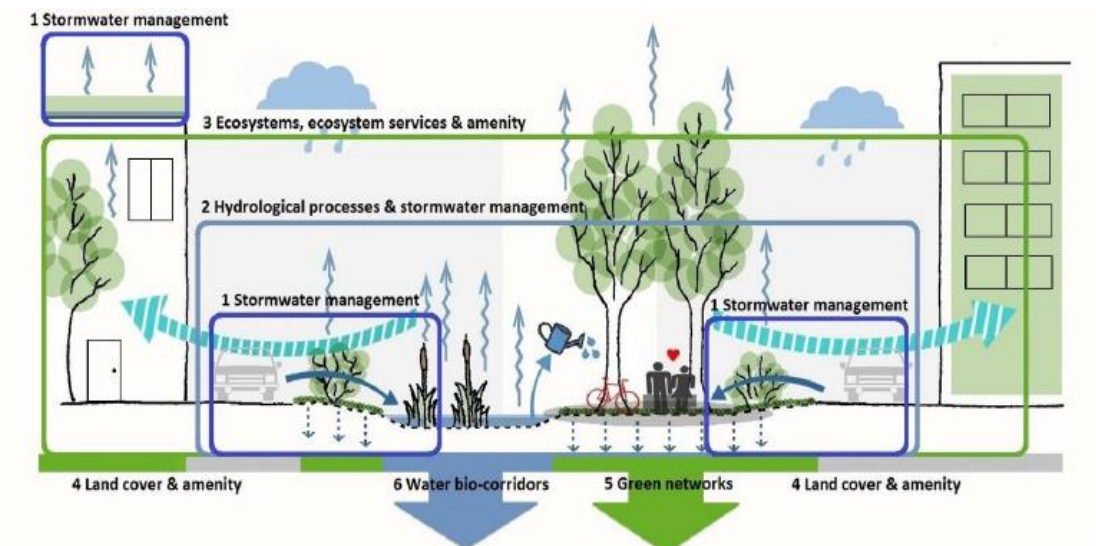 1 Stormwater management
3 Ecosystems, ecosystem services & amenity
2 Hydrological processes & stormwater management
1 Stormwater management
1 Stormwater management
4 Land cover & amenity
6 Water bio-corridors
5 Green networks
4 Land cover & amenity